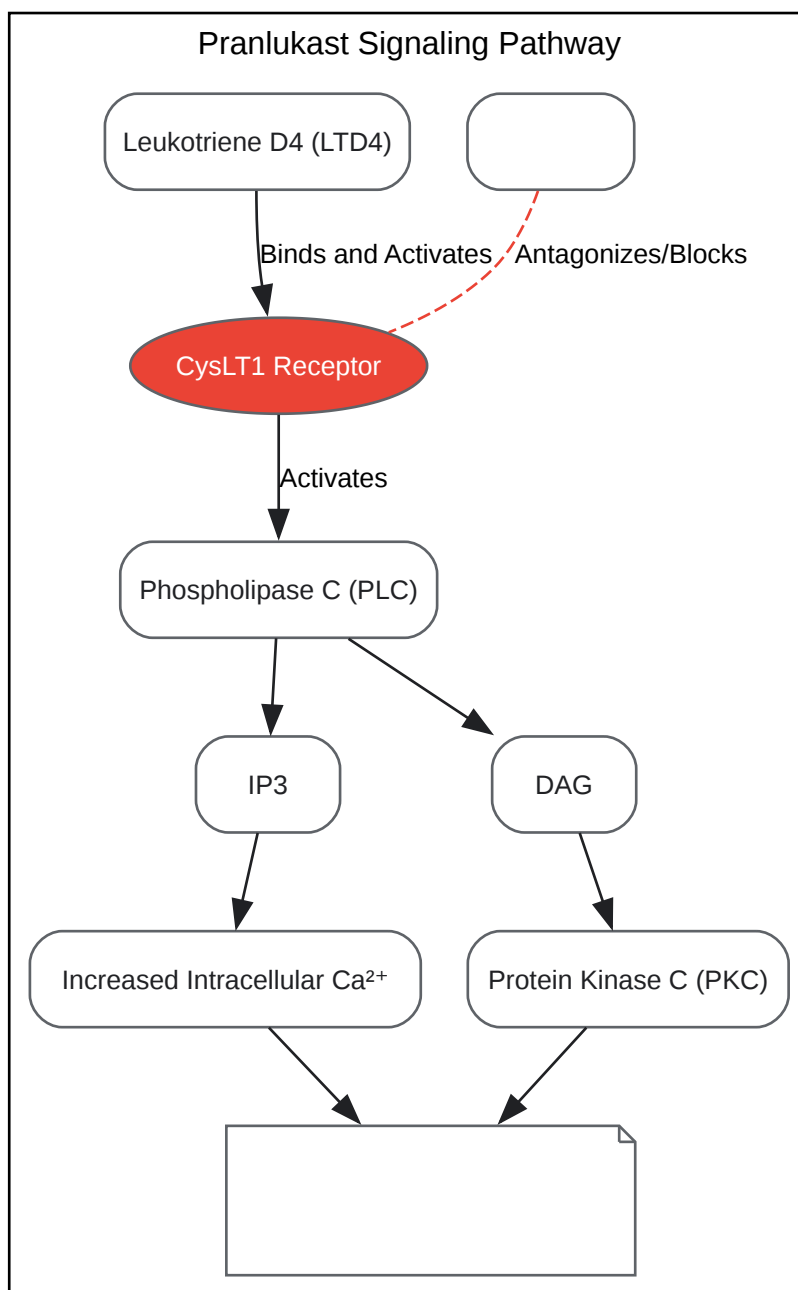 Pranlukast Signaling Pathway
Leukotriene D4 (LTD4)
Binds and Activates
Antagonizes/Blocks
CysLT1 Receptor
Activates
Phospholipase C (PLC)
IP3
DAG
Increased Intracellular Ca²⁺
Protein Kinase C (PKC)